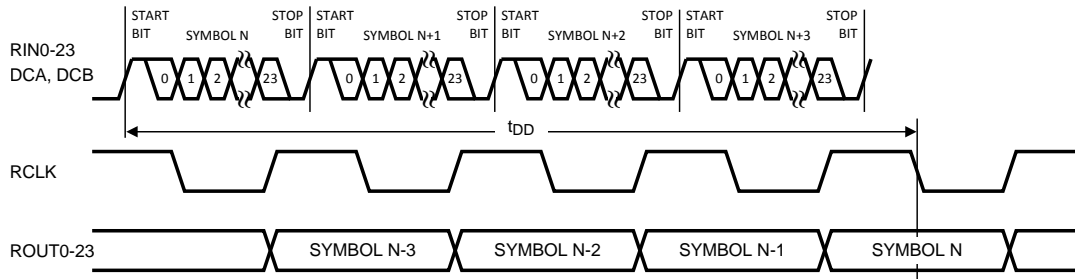 START STOP START STOP START STOP START STOP
BIT SYMBOL N BIT BIT SYMBOL N+1 BIT BIT SYMBOL N+2 BIT BIT SYMBOL N+3 BIT
RIN0-23
DCA, DCB
0 1 2 23 0 1 2 23 0 1 2 23 0 1 2 23
tDD
RCLK
ROUT0-23 SYMBOL N-3 SYMBOL N-2 SYMBOL N-1 SYMBOL N